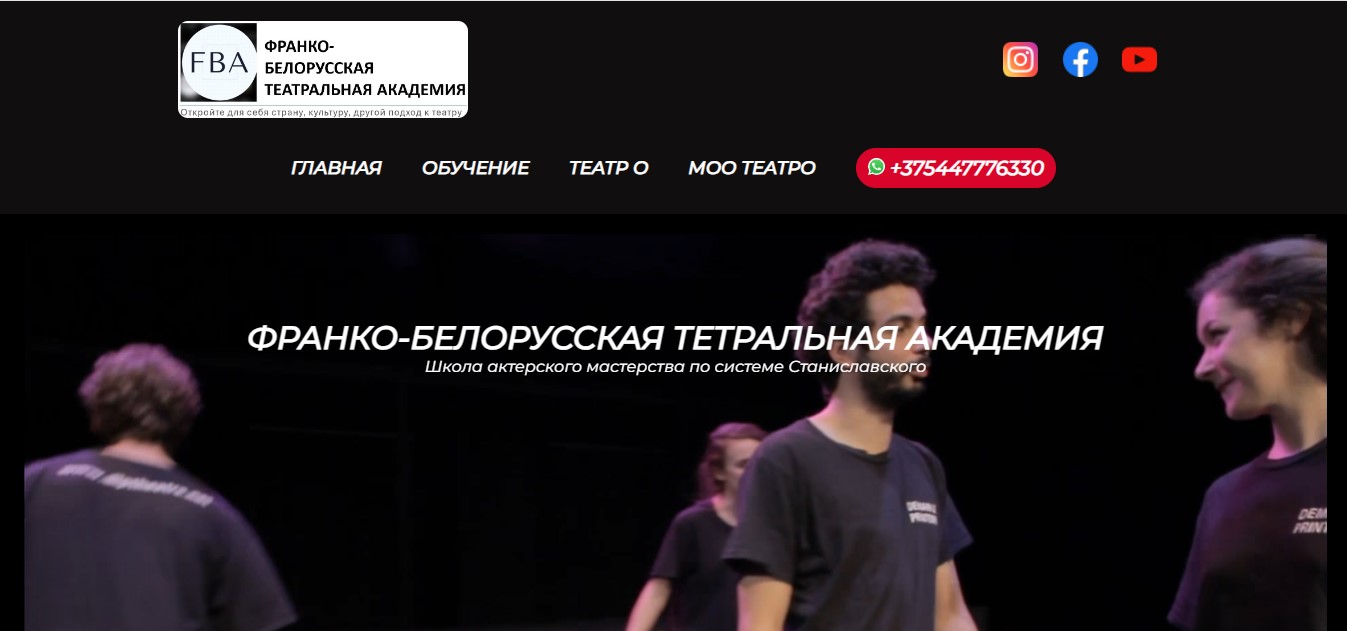 FBA
ФРАНКО-
БЕЛОРУССКАЯ
ТЕАТРАЛЬНАЯ АКАДЕМИЯ
Откройте для себя страну, культуру, другой подход к театру
ГЛАВНАЯ ОБУЧЕНИЕ ТЕАТР О МОО ТЕАТРО +375447776330
ФРАНКО-БЕЛОРУССКАЯ ТЕТРАЛЬНАЯ АКАДЕМИЯ
Школа актерского мастерства по системе Станиславского